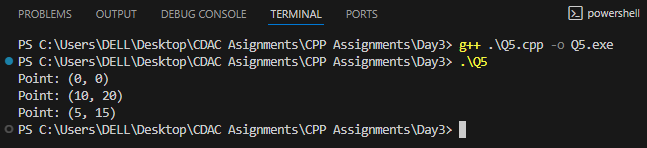 PROBLEMS OUTPUT DEBUG CONSOLE TERMINAL PORTS powershell
PS C:\Users\DELL\Desktop\CDAC Asignments\CPP Assignments\Day3> g++ .\Q5.cpp -o Q5.exe
PS C:\Users\DELL\Desktop\CDAC Asignments\CPP Assignments\Day3> .\Q5
Point: (0, 0)
Point: (10, 20)
Point: (5, 15)
PS C:\Users\DELL\Desktop\CDAC Asignments\CPP Assignments\Day3>